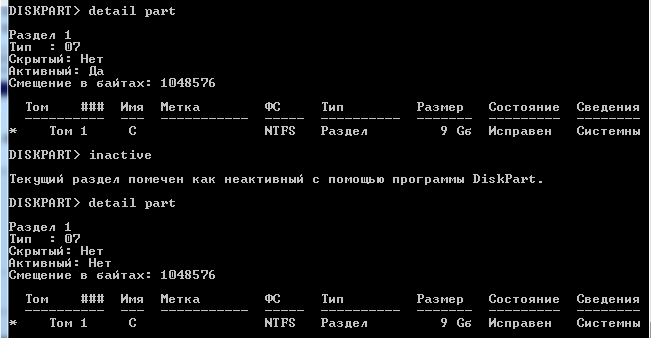 DISKPART> detail part
Раздел 1
Тип : 07
Скрытый: Нет
Активный: Да
Смещение в байтах: 1048576
Том ### Имя Метка ФС Тип Размер Состояние Сведения
---------- --- ----------- ----- ---------- ------- --------- --------
* Том 1 C NTFS Раздел 9 Gб Исправен Системны
DISKPART> inactive
Текущий раздел помечен как неактивный с помощью программы DiskPart.
DISKPART> detail part
Раздел 1
Тип : 07
Скрытый: Нет
Активный: Нет
Смещение в байтах: 1048576
Том ### Имя Метка ФС Тип Размер Состояние Сведения
---------- --- ----------- ----- ---------- ------- --------- --------
* Том 1 C NTFS Раздел 9 Gб Исправен Системны